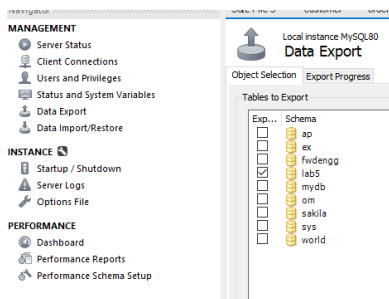 Navigator
MANAGEMENT
Server Status
Client Connections
Users and Privileges
Status and System Variables
Data Export
Data Import/Restore
INSTANCE
Startup / Shutdown
Server Logs
Options File
PERFORMANCE
Dashboard
Performance Reports
Performance Schema Setup
SQL File 5 customer
Local instance MySQL80
Data Export
Object Selection Export Progress
Tables to Export
Exp... Schema
ap
ex
fwdengg
lab5
mydb
om
sakila
sys
world